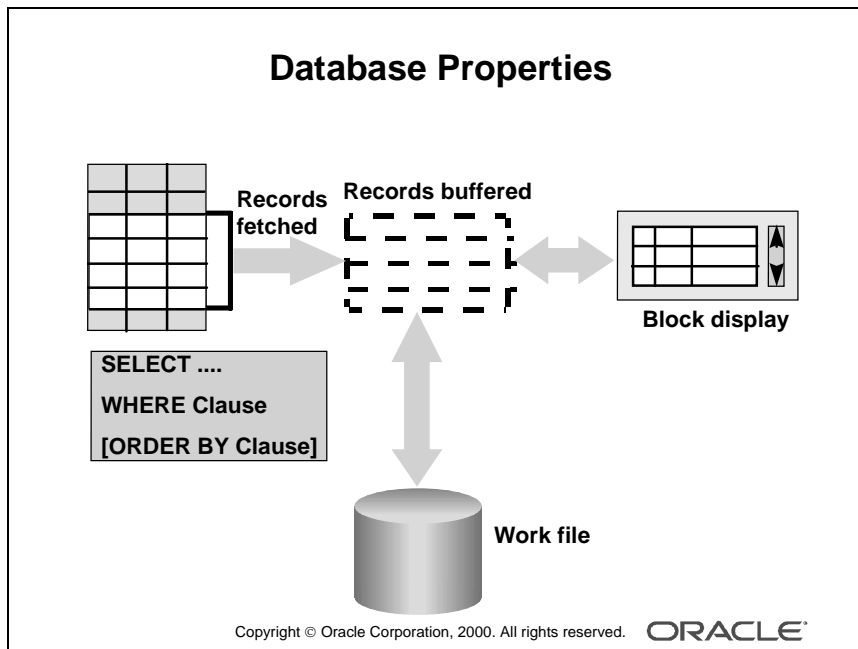 Database Properties
Records
fetched
Records buffered
Block display
SELECT ....
WHERE Clause
[ORDER BY Clause]
Work file
Copyright © Oracle Corporation, 2000. All rights reserved.
ORACLE®